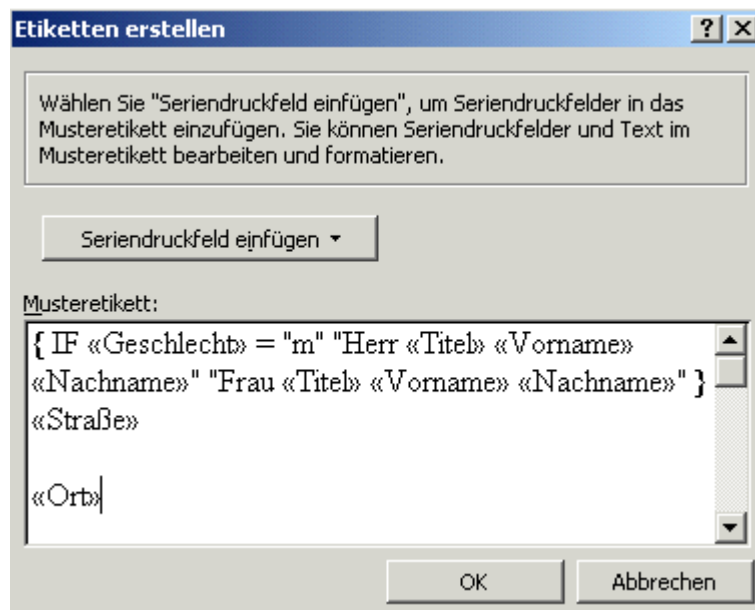 Etiketten erstellen
Wählen Sie "Seriendruckfeld einfügen", um Seriendruckfelder in das
Musteretikett einzufügen. Sie können Seriendruckfelder und Text im
Musteretikett bearbeiten und formatieren.
Seriendruckfeld einfügen
Musteretikett:
{ IF «Geschlecht» = "m" "Herr «Titel» «Vorname»
«Nachname»" "Frau «Titel» «Vorname» «Nachname»" }
«Straße»
«Ort»
OK Abbrechen